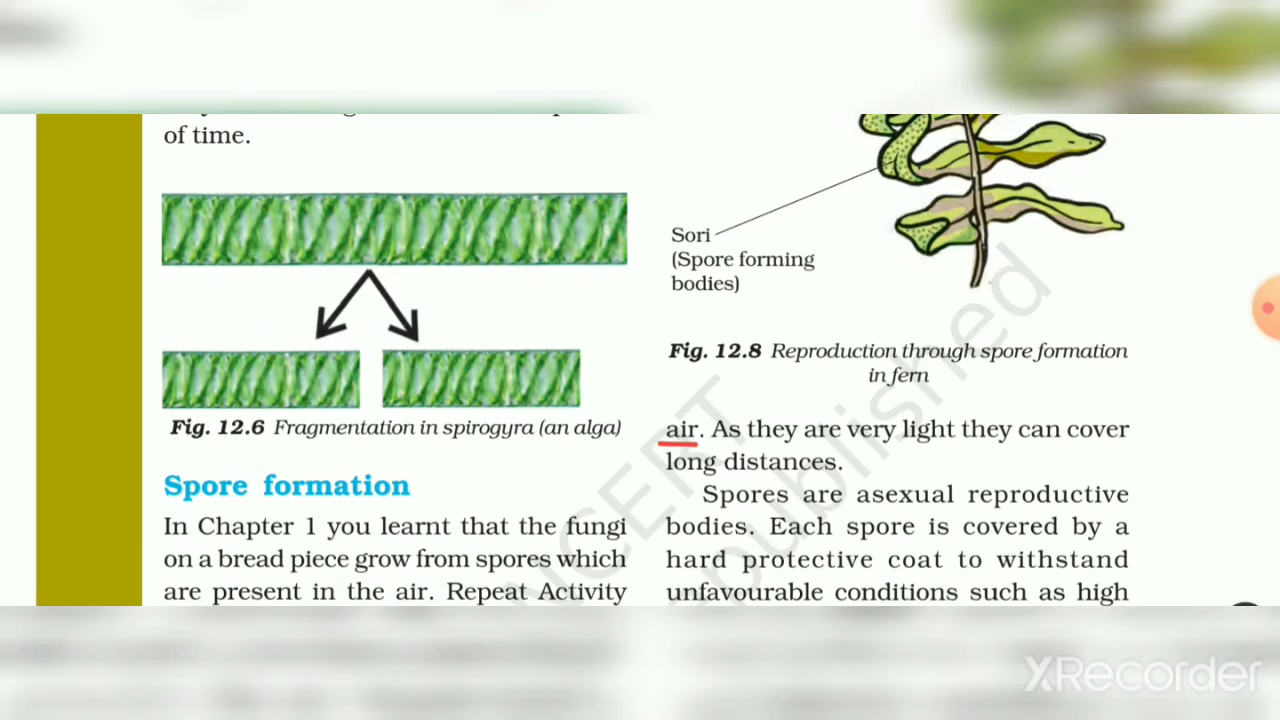 of time.
Fig. 12.6 Fragmentation in spirogyra (an alga)
Spore formation
In Chapter 1 you learnt that the fungi
on a bread piece grow from spores which
are present in the air. Repeat Activity
Sori
(Spore forming
bodies)
Fig. 12.8 Reproduction through spore formation
in fern
air. As they are very light they can cover
long distances.
Spores are asexual reproductive
bodies. Each spore is covered by a
hard protective coat to withstand
unfavourable conditions such as high
NCERT
republished
XRecorder